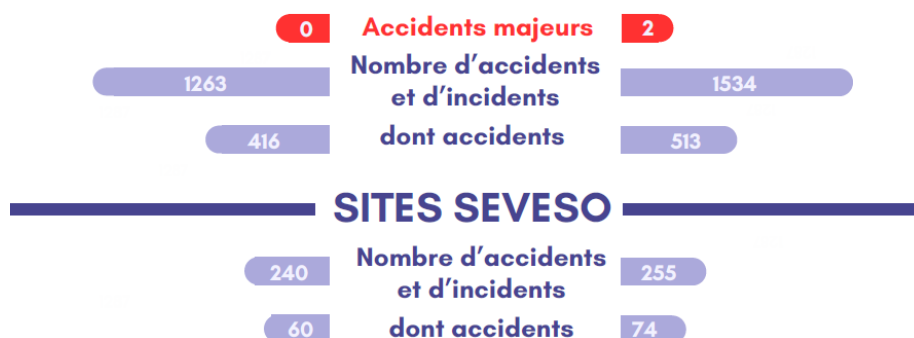 0 Accidents majeurs 2
Nombre d'accidents
1263 et d'incidents 1534
416 dont accidents 513
SITES SEVESO
Nombre d'accidents
240 et d'incidents 255
60 dont accidents 74